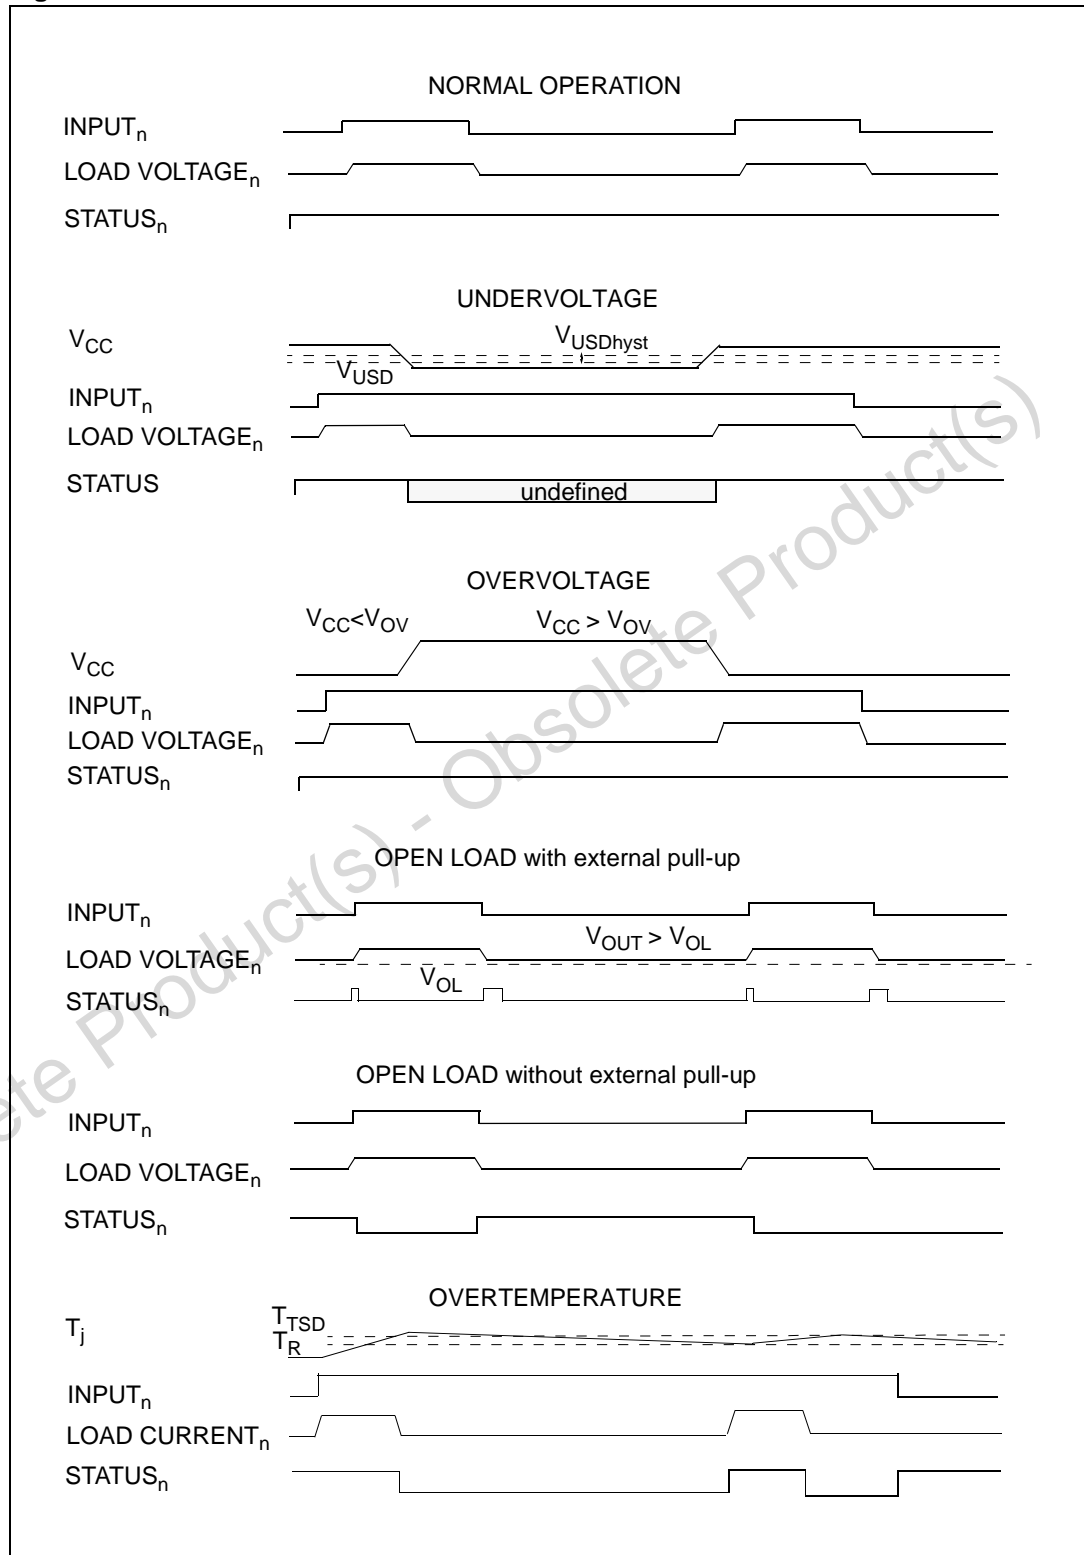 NORMAL OPERATION
INPUTn
LOAD VOLTAGEn
STATUSn
UNDERVOLTAGE
VCC
VUSDhyst
VUSD
INPUTn
LOAD VOLTAGEn
STATUS
undefined
OVERVOLTAGE
VCC<VOV
VCC > VOV
VCC
INPUTn
LOAD VOLTAGEn
STATUSn
OPEN LOAD with external pull-up
INPUTn
VOUT > VOL
LOAD VOLTAGEn
VOL
STATUSn
OPEN LOAD without external pull-up
INPUTn
LOAD VOLTAGEn
STATUSn
OVERTEMPERATURE
Tj
TTSD
TR
INPUTn
LOAD CURRENTn
STATUSn
ete Product(s) - Obsolete Product(s)